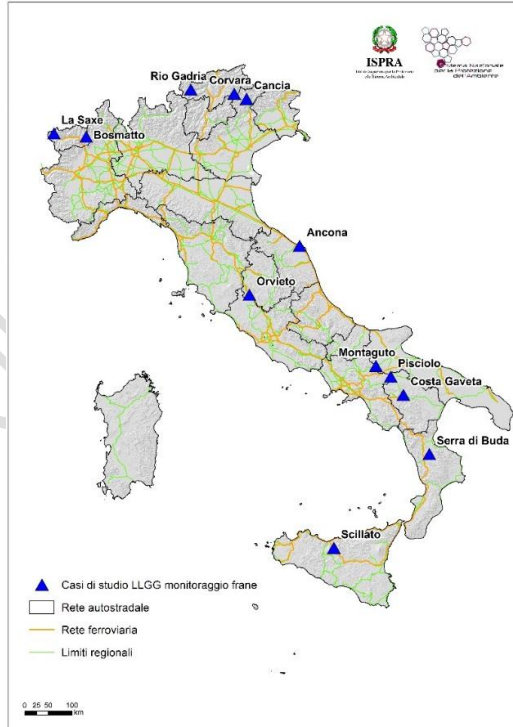 ISPRA
Rio Gadria
Corvara
Cancia
La Saxe
Bosmatto
Ancona
Orvieto
Montaguto
Pisciolo
Costa Gaveta
Serra di Buda
Scillato
Casi di studio LLGG monitoraggio frane
Rete autostradale
Rete ferroviaria
Limiti regionali
0 25 50 100
km